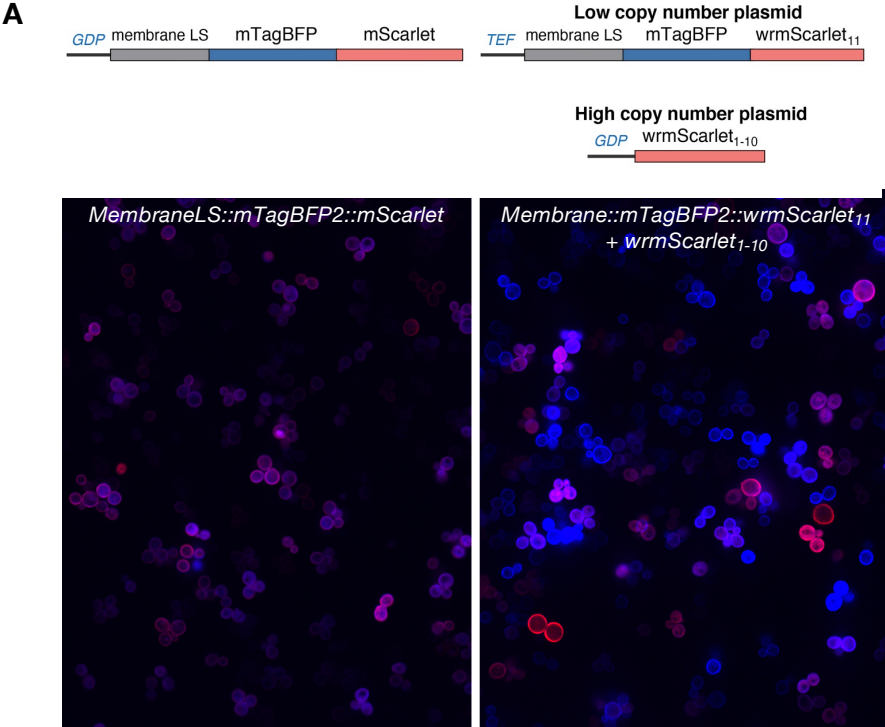 A
GDP membrane LS mTagBFP mScarlet
Low copy number plasmid
TEF membrane LS mTagBFP wrmScarlet₁₁
High copy number plasmid
GDP wrmScarlet₁₋₁₀
MembraneLS::mTagBFP2::mScarlet
Membrane::mTagBFP2::wrmScarlet₁₁
+ wrmScarlet₁₋₁₀